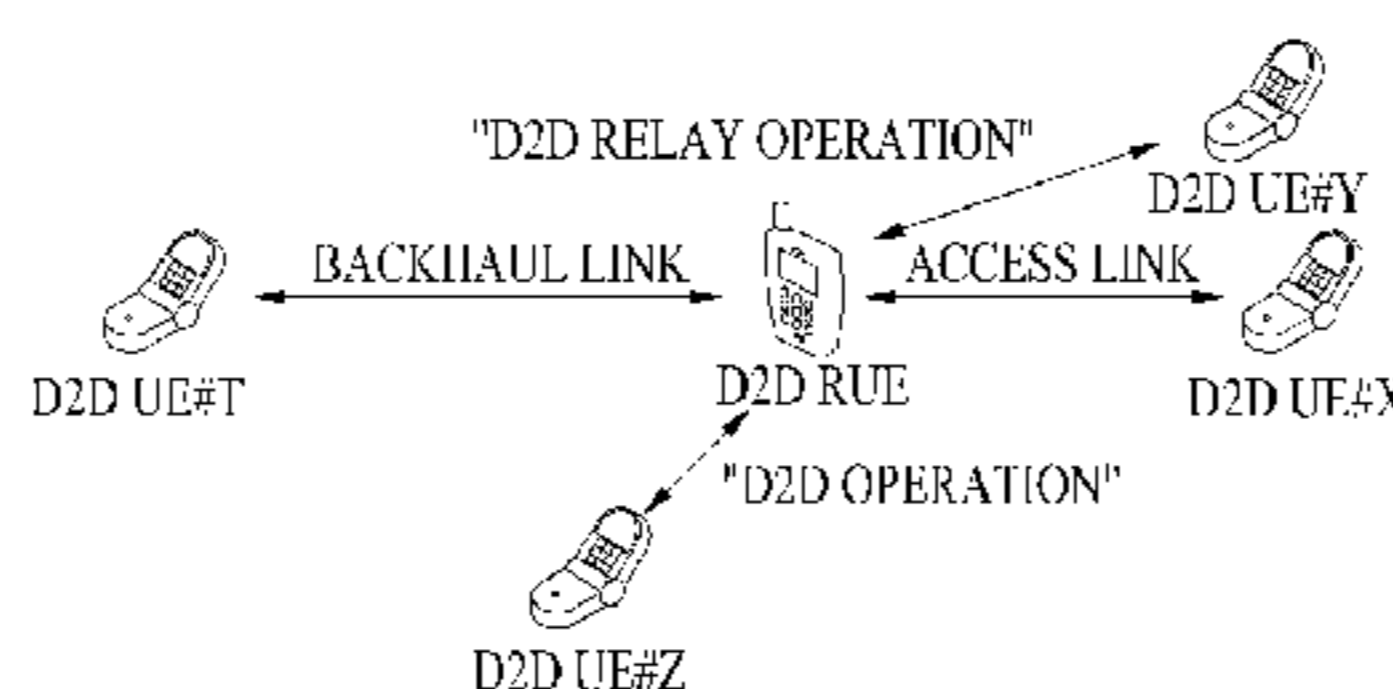 "D2D RELAY OPERATION"
D2D UE#Y
BACKHAUL LINK
ACCESS LINK
D2D UE#T
D2D RUE
D2D UE#X
"D2D OPERATION"
D2D UE#Z